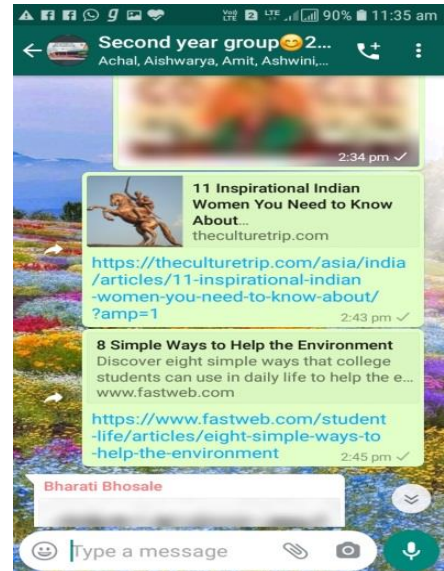 90% 11:35 am
Second year group😊2...
Achal, Aishwarya, Amit, Ashwini,...
2:34 pm
11 Inspirational Indian
Women You Need to Know
About...
theculturetrip.com
https://theculturetrip.com/asia/india
/articles/11-inspirational-indian
-women-you-need-to-know-about/
?amp=1
2:43 pm
8 Simple Ways to Help the Environment
Discover eight simple ways that college
students can use in daily life to help the e...
www.fastweb.com
https://www.fastweb.com/student
-life/articles/eight-simple-ways-to
-help-the-environment
2:45 pm
Bharati Bhosale
Type a message